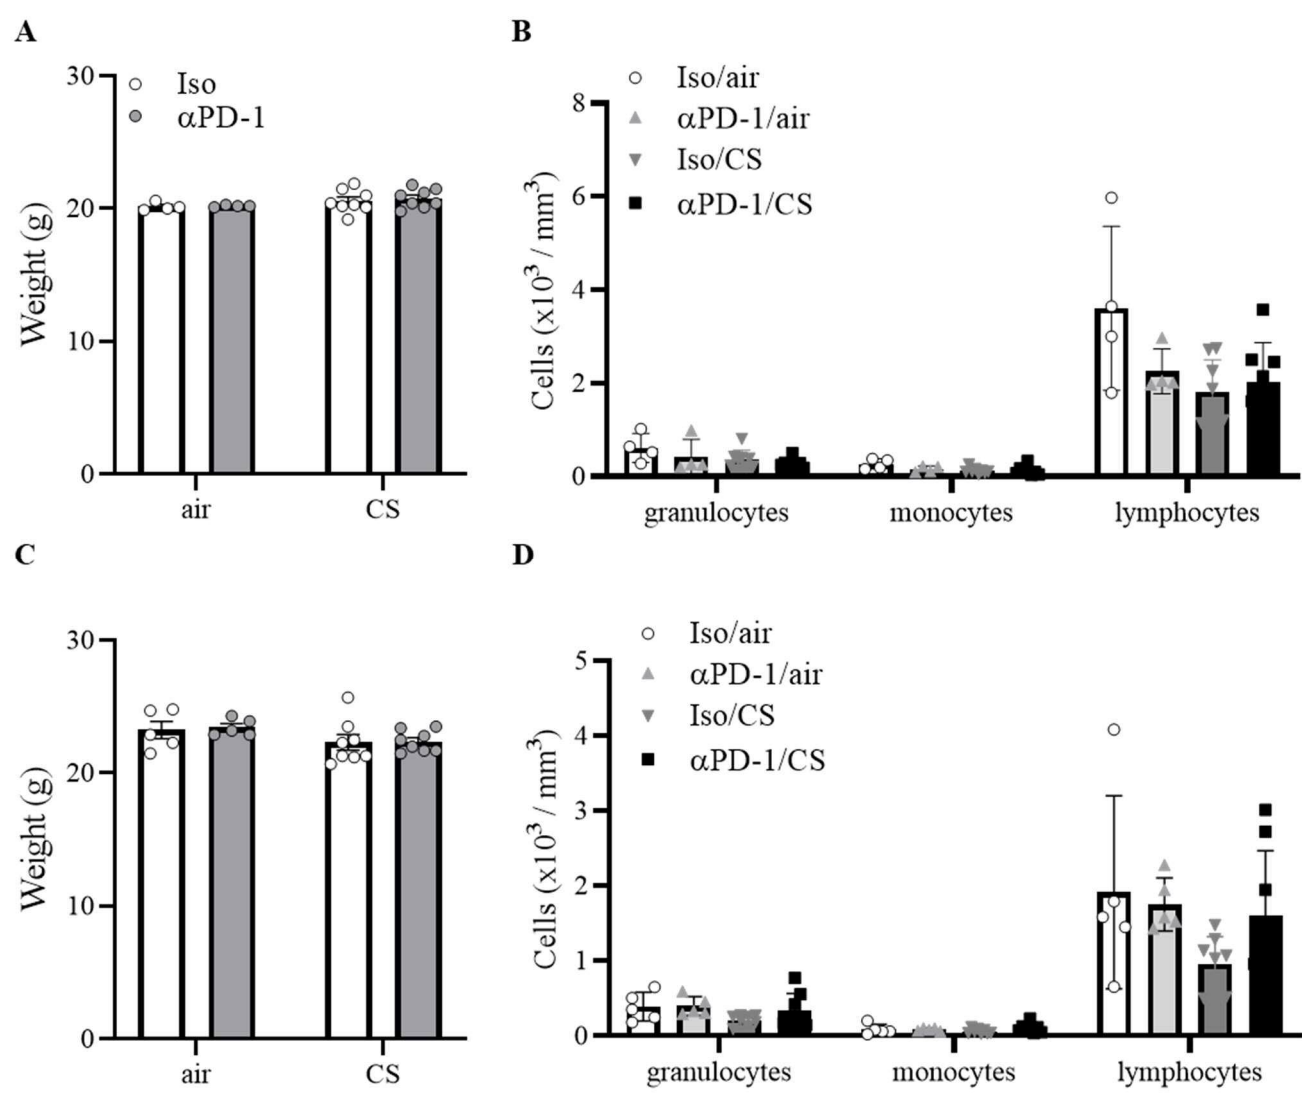 A
Weight (g)
30
20
10
0
Iso
αPD-1
air
CS
B
Cells (x10³ / mm³)
8
6
4
2
0
Iso/air
αPD-1/air
Iso/CS
αPD-1/CS
granulocytes
monocytes
lymphocytes
C
Weight (g)
30
20
10
0
air
CS
D
Cells (x10³ / mm³)
5
4
3
2
1
0
Iso/air
αPD-1/air
Iso/CS
αPD-1/CS
granulocytes
monocytes
lymphocytes